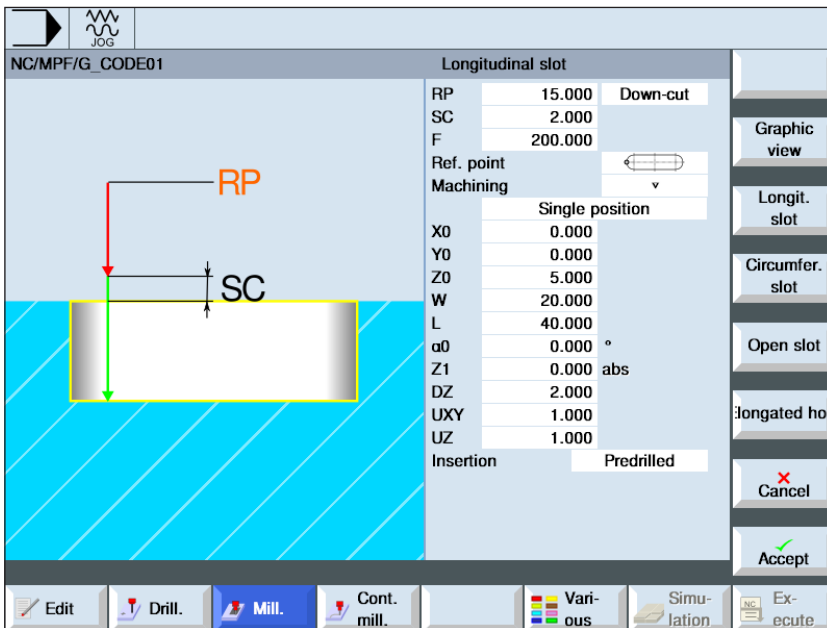 JOG
NC/MPF/G_CODE01
Longitudinal slot
RP 15.000 Down-cut
SC 2.000
F 200.000
Ref. point
Machining ▽
Single position
X0 0.000
Y0 0.000
Z0 5.000
W 20.000
L 40.000
α0 0.000 °
Z1 0.000 abs
DZ 2.000
UXY 1.000
UZ 1.000
Insertion Predrilled
RP
SC
Graphic
view
Longit.
slot
Circumfer.
slot
Open slot
longated ho
Cancel
Accept
Edit
Drill.
Mill.
Cont.
mill.
Vari-
ous
Simu-
lation
NC
Ex-
ecute